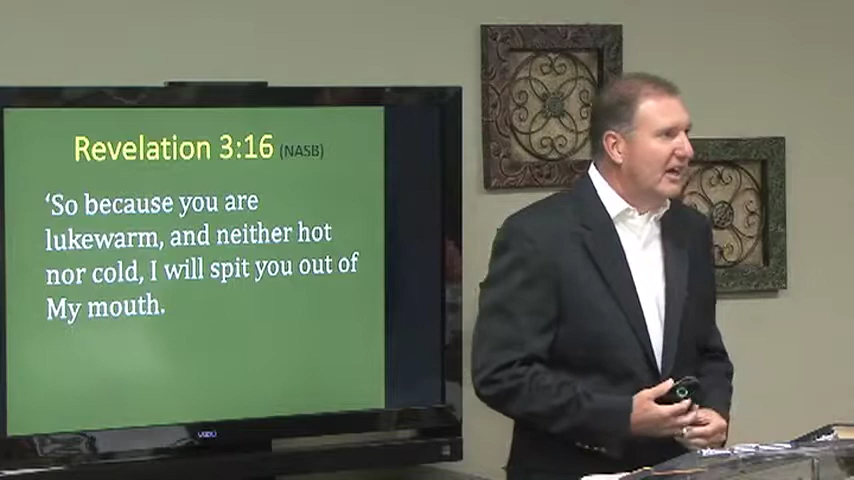 Revelation 3:16 (NASB)
‘So because you are
lukewarm, and neither hot
nor cold, I will spit you out of
My mouth.
VIZIO